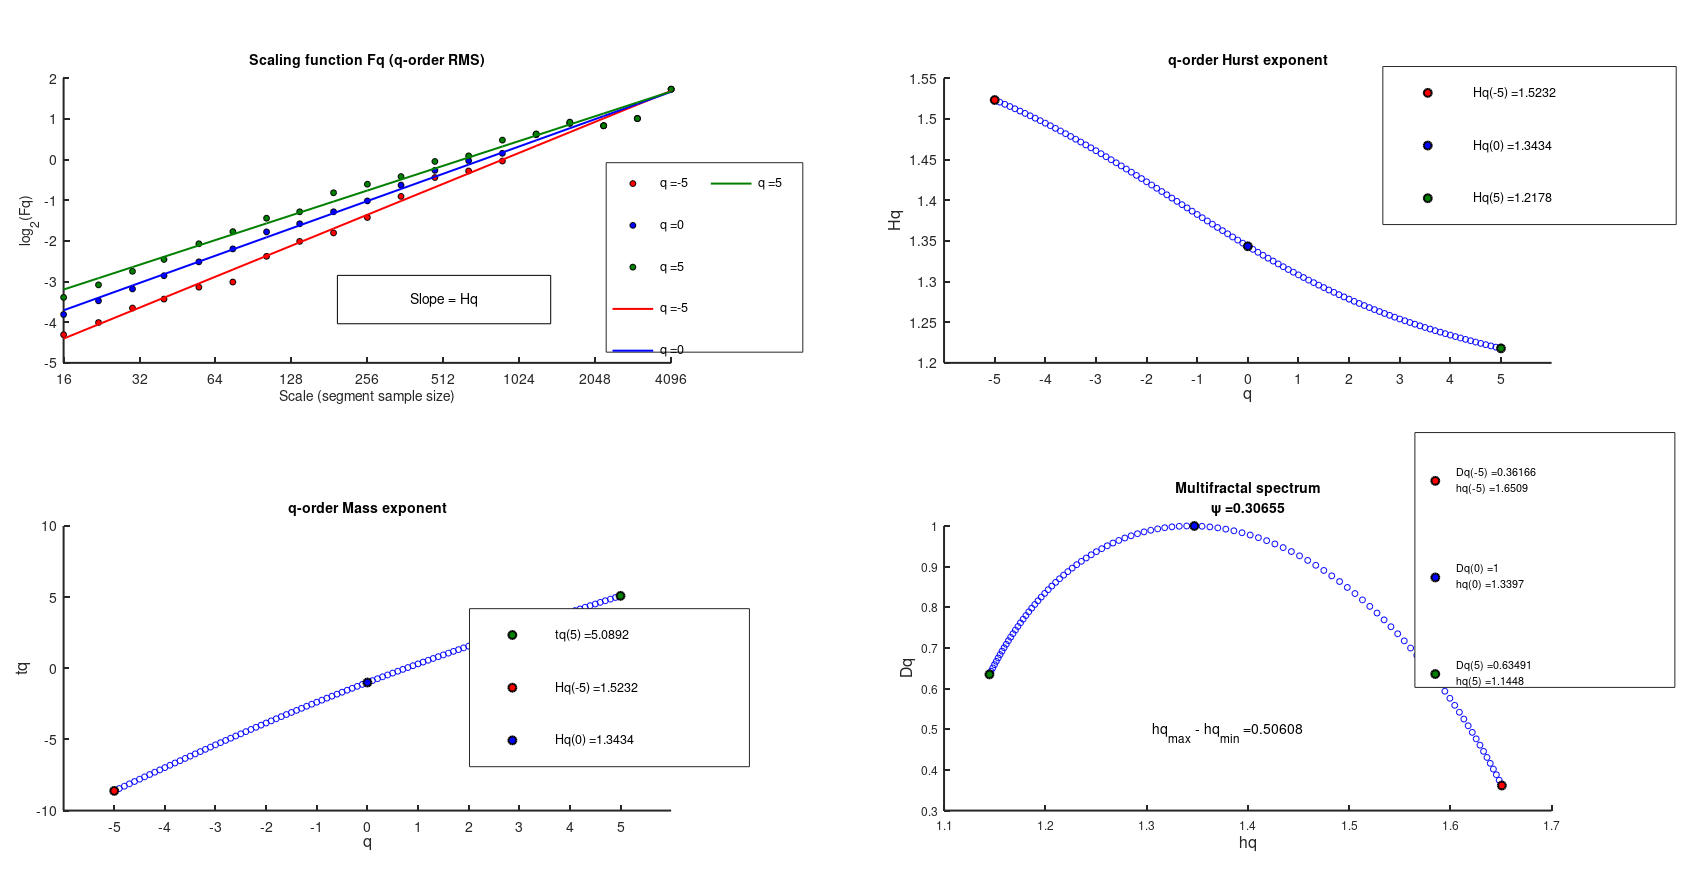 Scaling function Fq (q-order RMS)
2
1
0
-1
-2
-3
-4
-5
log2(Fq)
16 32 64 128 256 512 1024 2048 4096
Scale (segment sample size)
Slope = Hq
q =-5
q =0
q =5
q =-5
q =0
q =5
q-order Hurst exponent
1.55
1.5
1.45
1.4
1.35
1.3
1.25
1.2
Hq
-5 -4 -3 -2 -1 0 1 2 3 4 5
q
Hq(-5) =1.5232
Hq(0) =1.3434
Hq(5) =1.2178
q-order Mass exponent
10
5
0
-5
-10
tq
-5 -4 -3 -2 -1 0 1 2 3 4 5
q
tq(5) =5.0892
Hq(-5) =1.5232
Hq(0) =1.3434
Multifractal spectrum
ψ =0.30655
1
0.9
0.8
0.7
0.6
0.5
0.4
0.3
Dq
1.1 1.2 1.3 1.4 1.5 1.6 1.7
hq
hqmax - hqmin =0.50608
Dq(-5) =0.36166
hq(-5) =1.6509
Dq(0) =1
hq(0) =1.3397
Dq(5) =0.63491
hq(5) =1.1448